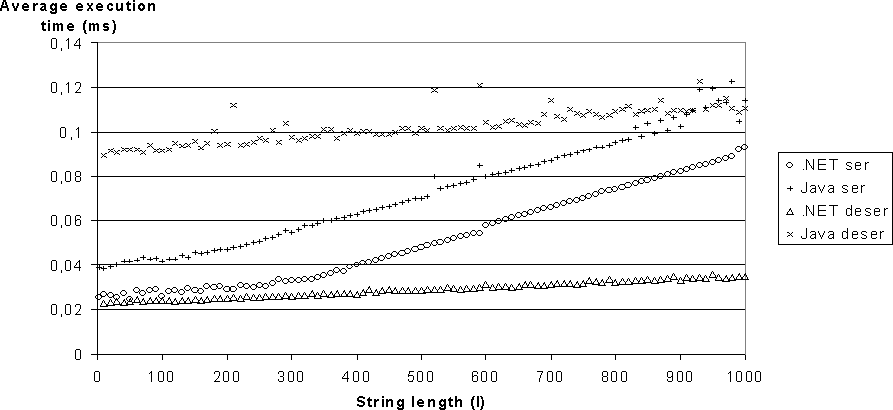 Average execution
time (ms)
0,14
0,12
0,1
0,08
0,06
0,04
0,02
0
0 100 200 300 400 500 600 700 800 900 1000
String length (l)
.NET ser
Java ser
.NET deser
Java deser